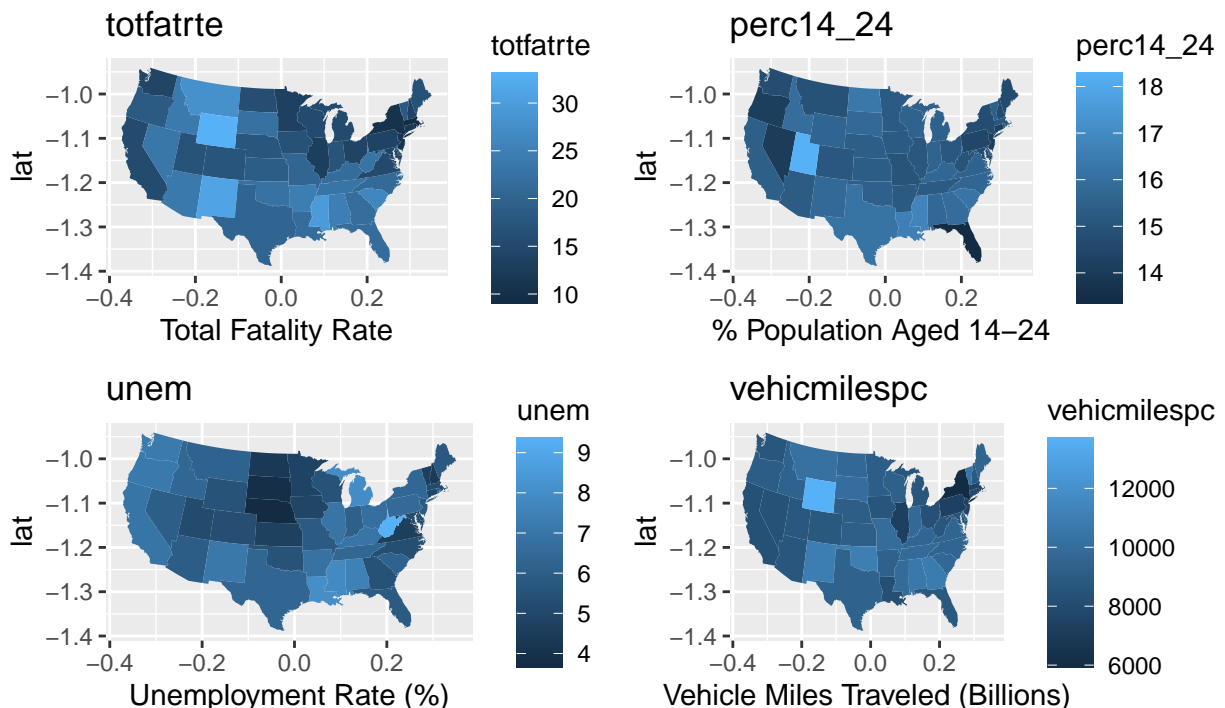 totfatrte
totfatrte
lat
−1.0
−1.1
−1.2
−1.3
−1.4
−0.4 −0.2 0.0 0.2
Total Fatality Rate
30
25
20
15
10
perc14_24
perc14_24
lat
−1.0
−1.1
−1.2
−1.3
−1.4
−0.4 −0.2 0.0 0.2
% Population Aged 14−24
18
17
16
15
14
unem
unem
lat
−1.0
−1.1
−1.2
−1.3
−1.4
−0.4 −0.2 0.0 0.2
Unemployment Rate (%)
9
8
7
6
5
4
vehicmilespc
vehicmilespc
lat
−1.0
−1.1
−1.2
−1.3
−1.4
−0.4 −0.2 0.0 0.2
Vehicle Miles Traveled (Billions)
12000
10000
8000
6000